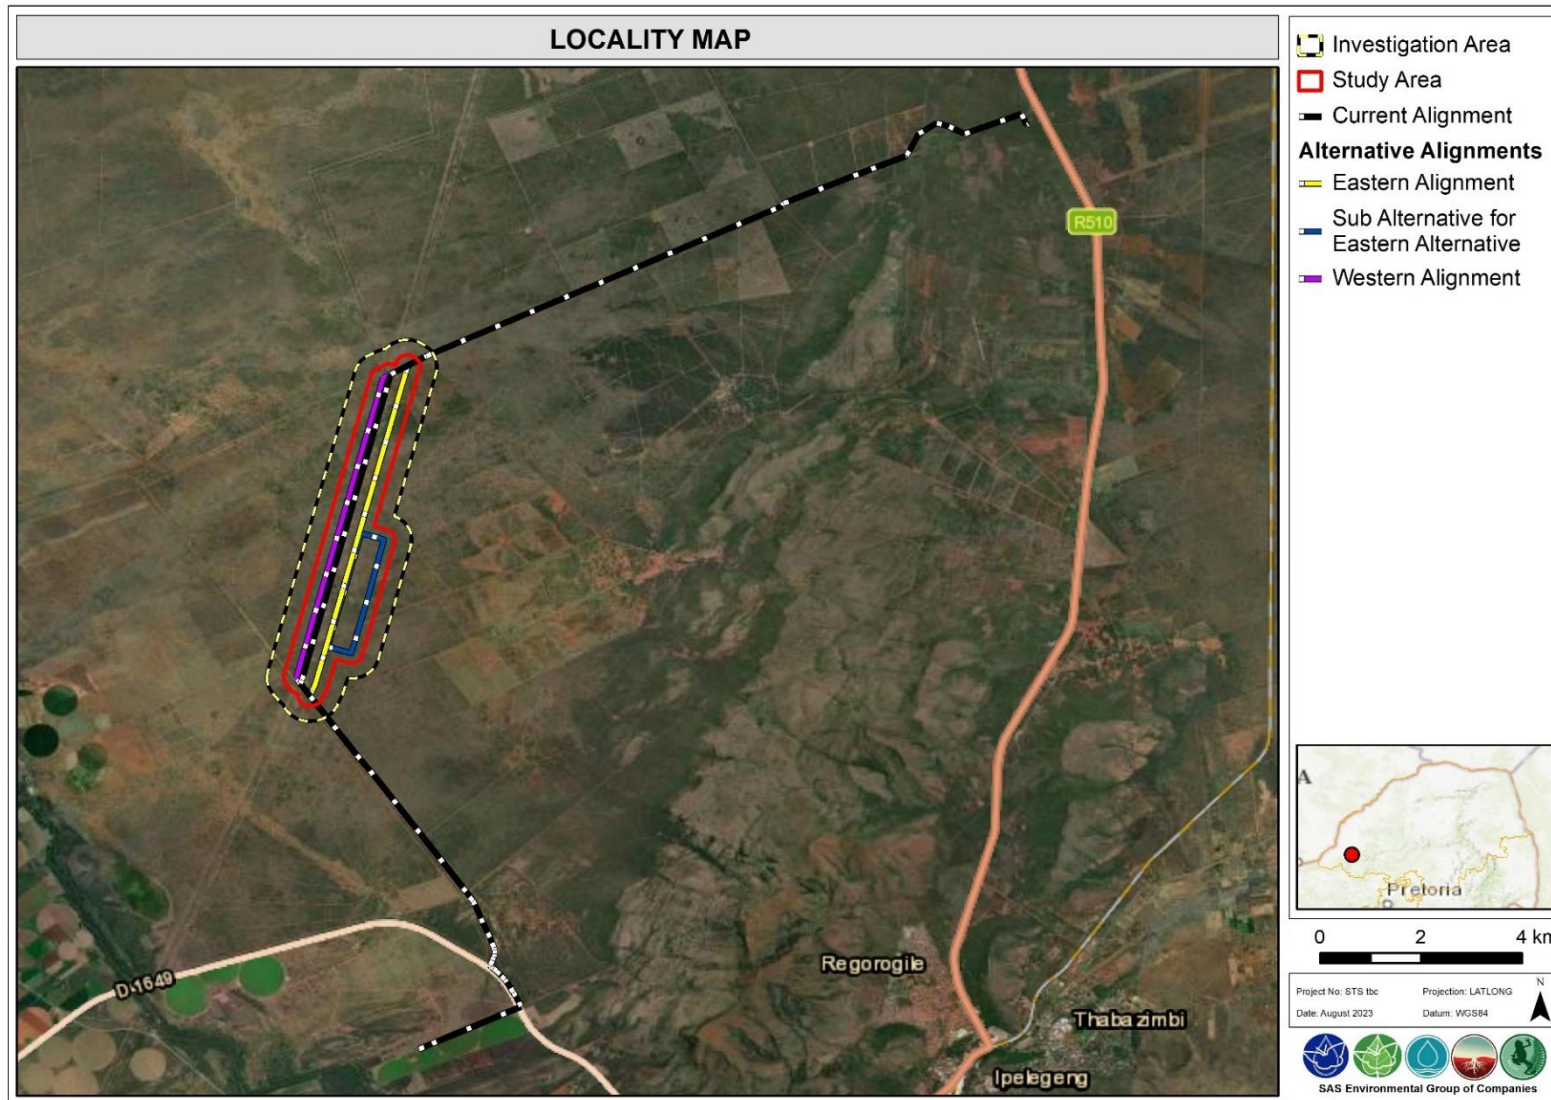 LOCALITY MAP
Investigation Area
Study Area
Current Alignment
Alternative Alignments
Eastern Alignment
Sub Alternative for
Eastern Alternative
Western Alignment
R510
D-1649
Regorogile
Thabazimbi
Ipelegeng
A
Pretoria
0 2 4 km
Project No: STS tbc Projection: LATLONG
Date: August 2023 Datum: WGS84
N
SAS Environmental Group of Companies